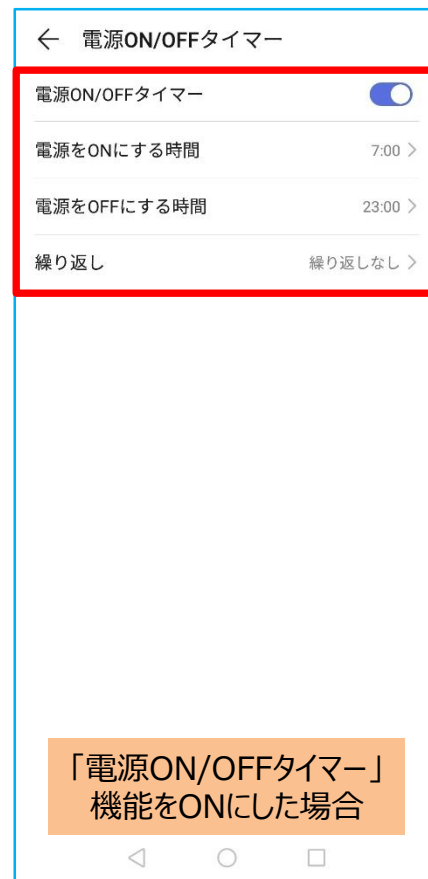 電源ON/OFFタイマー
電源ON/OFFタイマー
電源をONにする時間 7:00
電源をOFFにする時間 23:00
繰り返し 繰り返しなし
「電源ON/OFFタイマー」
機能をONにした場合